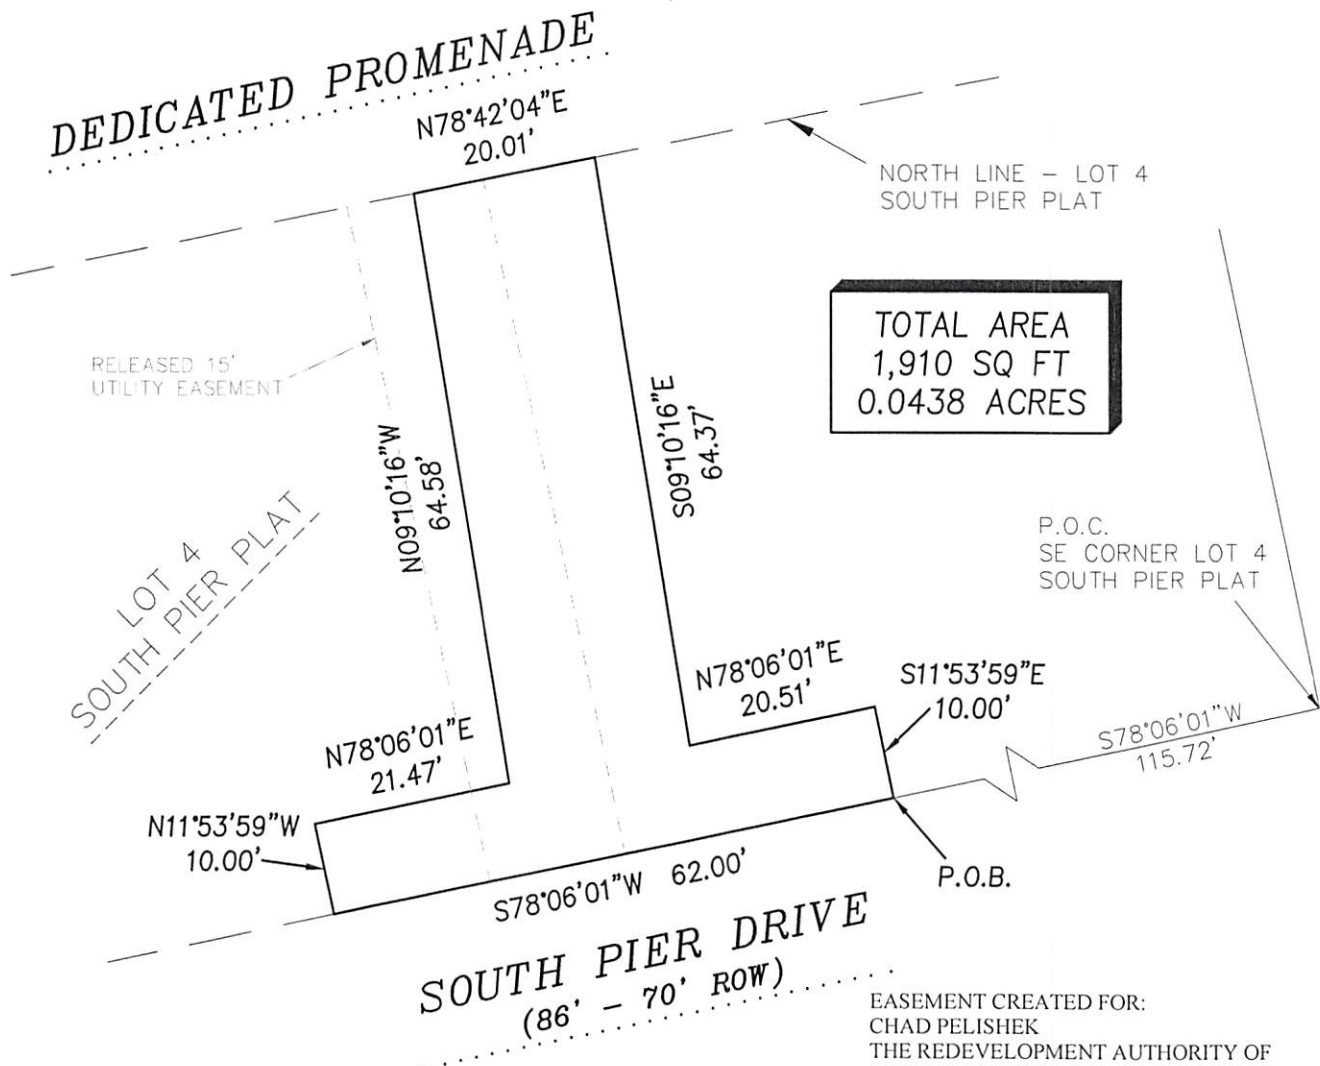 DEDICATED PROMENADE
N78°42'04"E
20.01'
NORTH LINE - LOT 4
SOUTH PIER PLAT
TOTAL AREA
1,910 SQ FT
0.0438 ACRES
RELEASED 15'
UTILITY EASEMENT
N09°10'16"W
64.58'
S09°10'16"E
64.37'
LOT 4
SOUTH PIER PLAT
P.O.C.
SE CORNER LOT 4
SOUTH PIER PLAT
N78°06'01"E
20.51'
S11°53'59"E
10.00'
S78°06'01"W
115.72'
N78°06'01"E
21.47'
N11°53'59"W
10.00'
S78°06'01"W 62.00'
P.O.B.
SOUTH PIER DRIVE
(86' - 70' ROW)
EASEMENT CREATED FOR:
CHAD PELISHEK
THE REDEVELOPMENT AUTHORITY OF